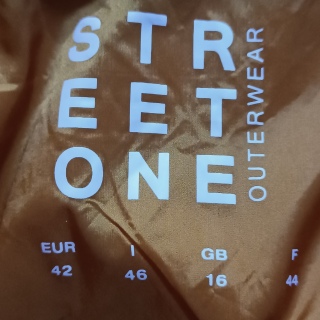 STR
EET
ONE
OUTERWEAR
EUR I GB F
42 46 16 44